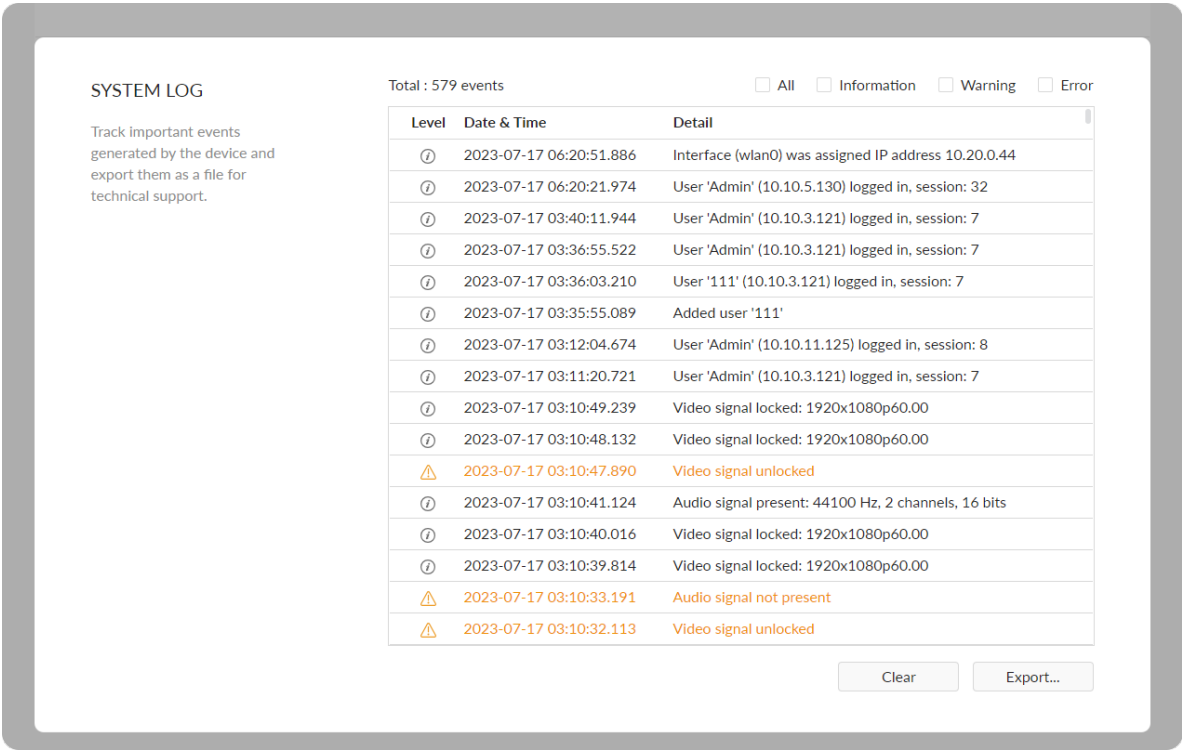 SYSTEM LOG
Track important events
generated by the device and
export them as a file for
technical support.
Total : 579 events All Information Warning Error
Level Date & Time Detail
2023-07-17 06:20:51.886 Interface (wlan0) was assigned IP address 10.20.0.44
2023-07-17 06:20:21.974 User 'Admin' (10.10.5.130) logged in, session: 32
2023-07-17 03:40:11.944 User 'Admin' (10.10.3.121) logged in, session: 7
2023-07-17 03:36:55.522 User 'Admin' (10.10.3.121) logged in, session: 7
2023-07-17 03:36:03.210 User '111' (10.10.3.121) logged in, session: 7
2023-07-17 03:35:55.089 Added user '111'
2023-07-17 03:12:04.674 User 'Admin' (10.10.11.125) logged in, session: 8
2023-07-17 03:11:20.721 User 'Admin' (10.10.3.121) logged in, session: 7
2023-07-17 03:10:49.239 Video signal locked: 1920x1080p60.00
2023-07-17 03:10:48.132 Video signal locked: 1920x1080p60.00
2023-07-17 03:10:47.890 Video signal unlocked
2023-07-17 03:10:41.124 Audio signal present: 44100 Hz, 2 channels, 16 bits
2023-07-17 03:10:40.016 Video signal locked: 1920x1080p60.00
2023-07-17 03:10:39.814 Video signal locked: 1920x1080p60.00
2023-07-17 03:10:33.191 Audio signal not present
2023-07-17 03:10:32.113 Video signal unlocked
Clear Export...